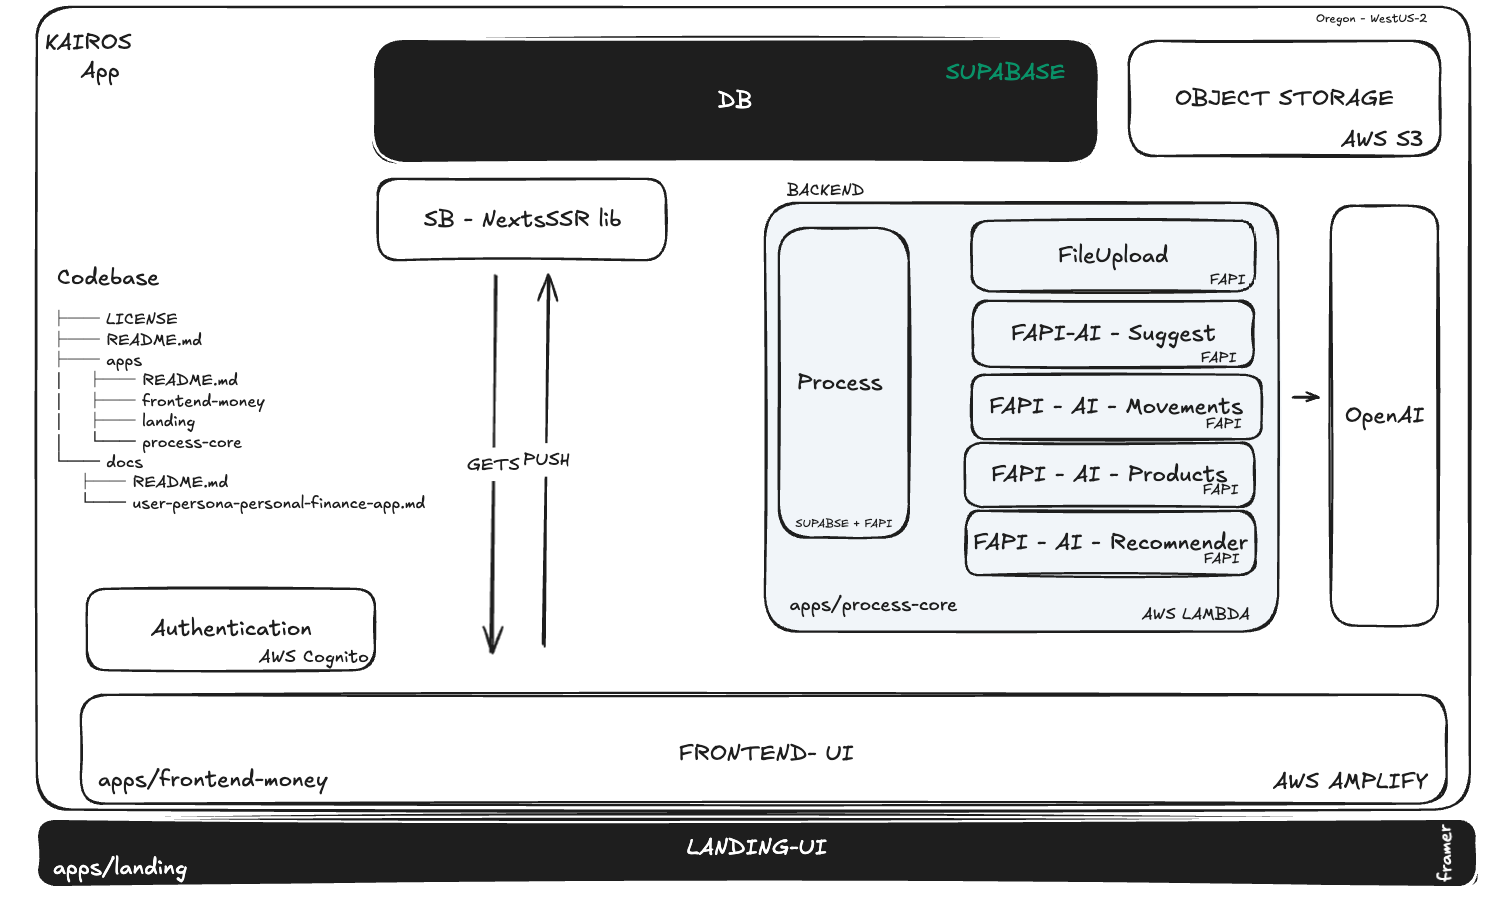 Oregon - WestUS-2
KAIROS
App
SUPABASE
DB
OBJECT STORAGE
AWS S3
SB - NextsSSR lib
BACKEND
Process
SUPABSE + FAPI
FileUpload
FAPI
FAPI-AI - Suggest
FAPI
FAPI - AI - Movements
FAPI
FAPI - AI - Products
FAPI
FAPI - AI - Recomnender
FAPI
apps/process-core
AWS LAMBDA
OpenAI
Codebase
├── LICENSE
├── README.md
├── apps
│ ├── README.md
│ ├── frontend-money
│ ├── landing
│ └── process-core
└── docs
├── README.md
└── user-persona-personal-finance-app.md
GETS
PUSH
Authentication
AWS Cognito
FRONTEND- UI
apps/frontend-money
AWS AMPLIFY
LANDING-UI
apps/landing
framer